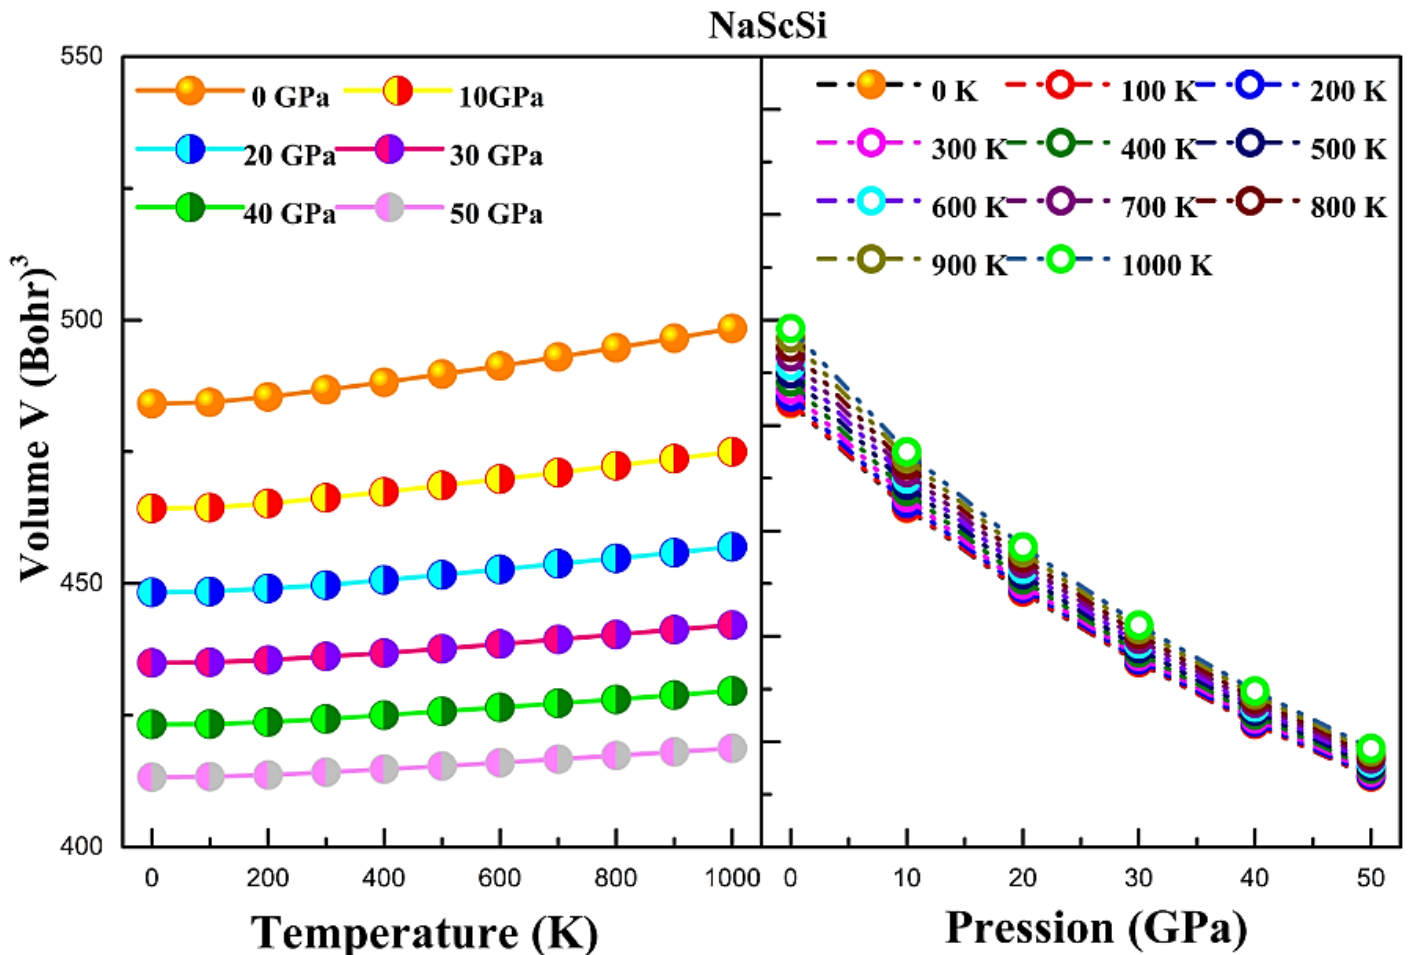 NaScSi
550
500
450
400
Volume V (Bohr)³
0 GPa 10GPa
20 GPa 30 GPa
40 GPa 50 GPa
0 200 400 600 800 1000
Temperature (K)
0 K 100 K 200 K
300 K 400 K 500 K
600 K 700 K 800 K
900 K 1000 K
0 10 20 30 40 50
Pression (GPa)